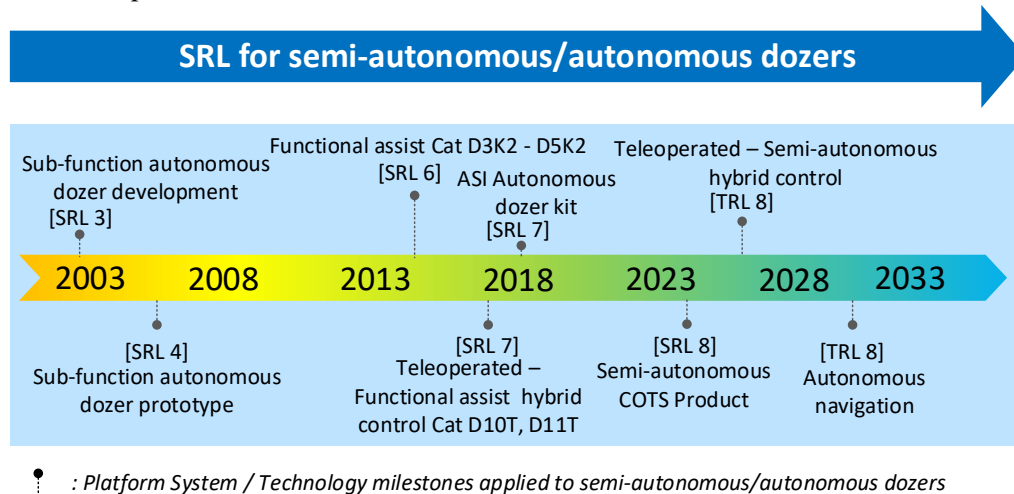 SRL for semi-autonomous/autonomous dozers
Sub-function autonomous
dozer development
[SRL 3]
Functional assist Cat D3K2 - D5K2
[SRL 6]
ASI Autonomous
dozer kit
[SRL 7]
Teleoperated – Semi-autonomous
hybrid control
[TRL 8]
2003 2008 2013 2018 2023 2028 2033
[SRL 4]
Sub-function autonomous
dozer prototype
[SRL 7]
Teleoperated –
Functional assist hybrid
control Cat D10T, D11T
[SRL 8]
Semi-autonomous
COTS Product
[TRL 8]
Autonomous
navigation
: Platform System / Technology milestones applied to semi-autonomous/autonomous dozers